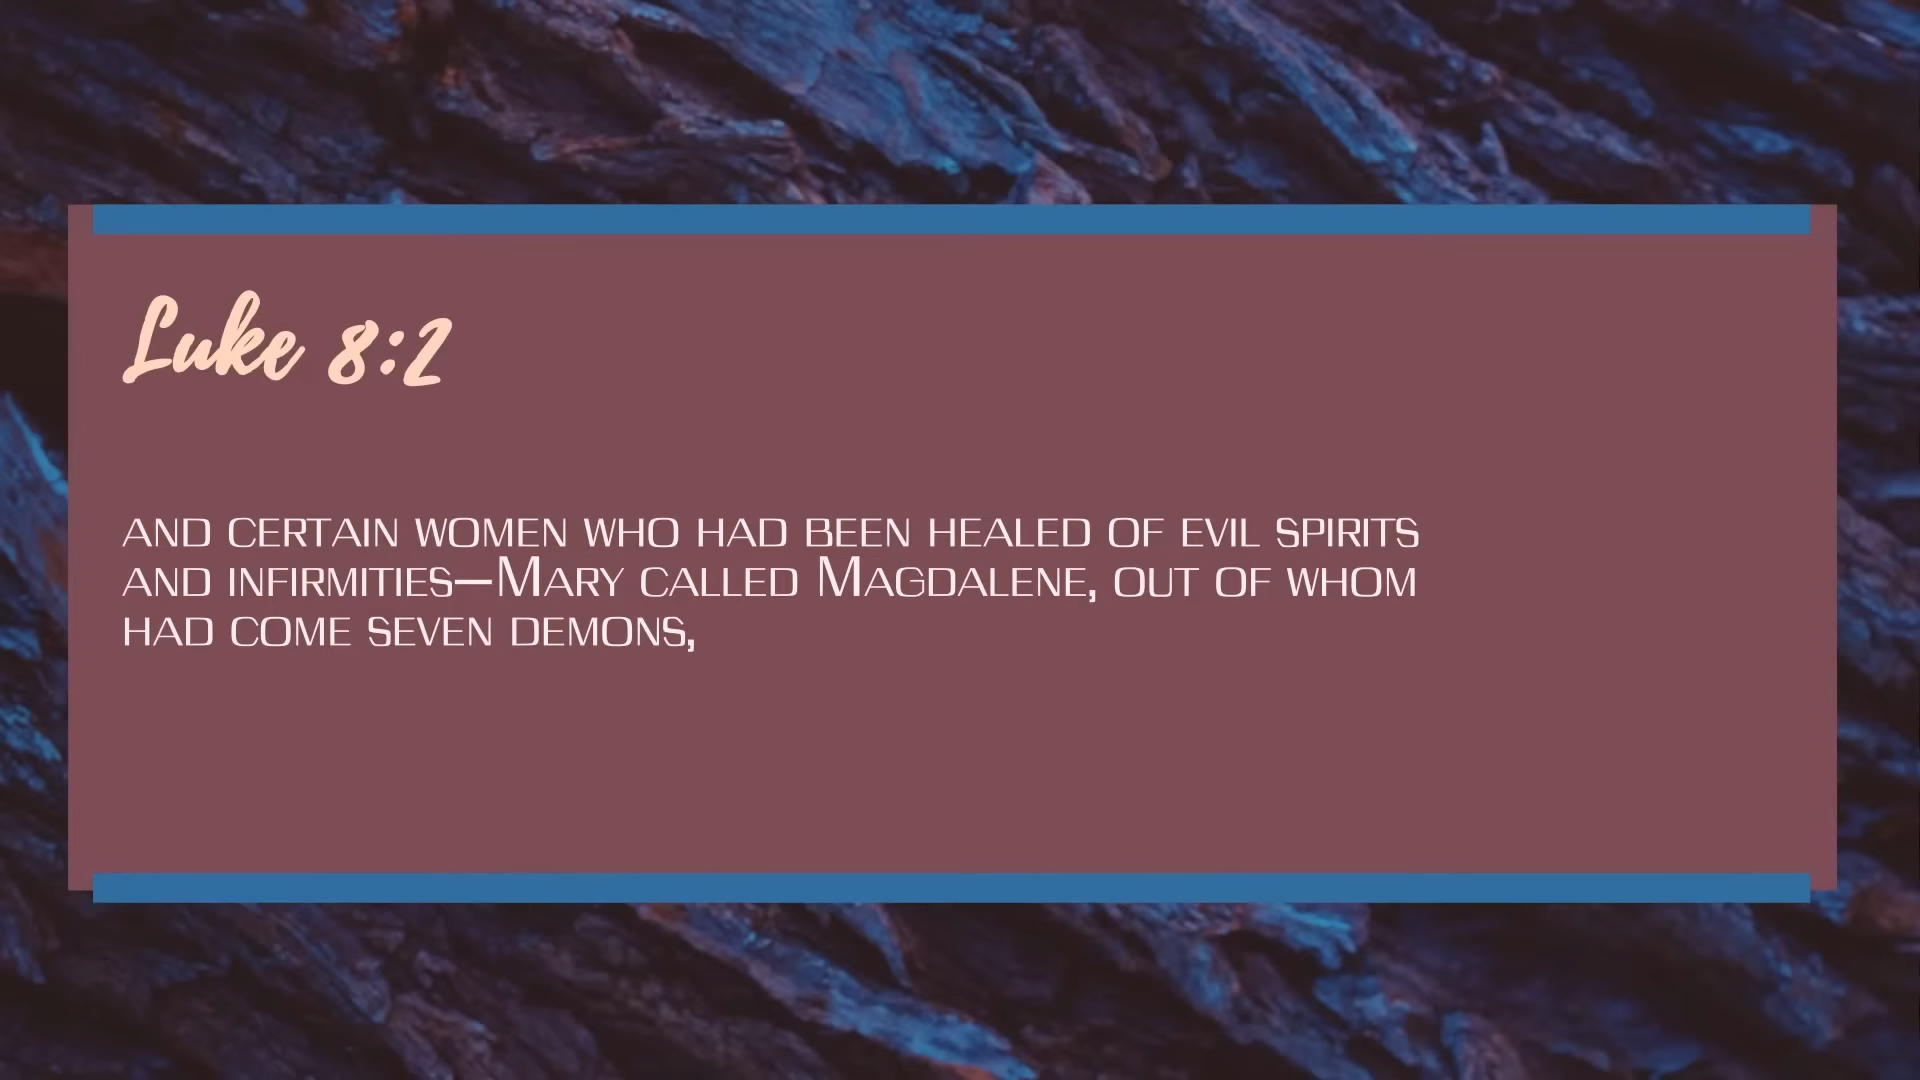 Luke 8:2
and certain women who had been healed of evil spirits
and infirmities—Mary called Magdalene, out of whom
had come seven demons,